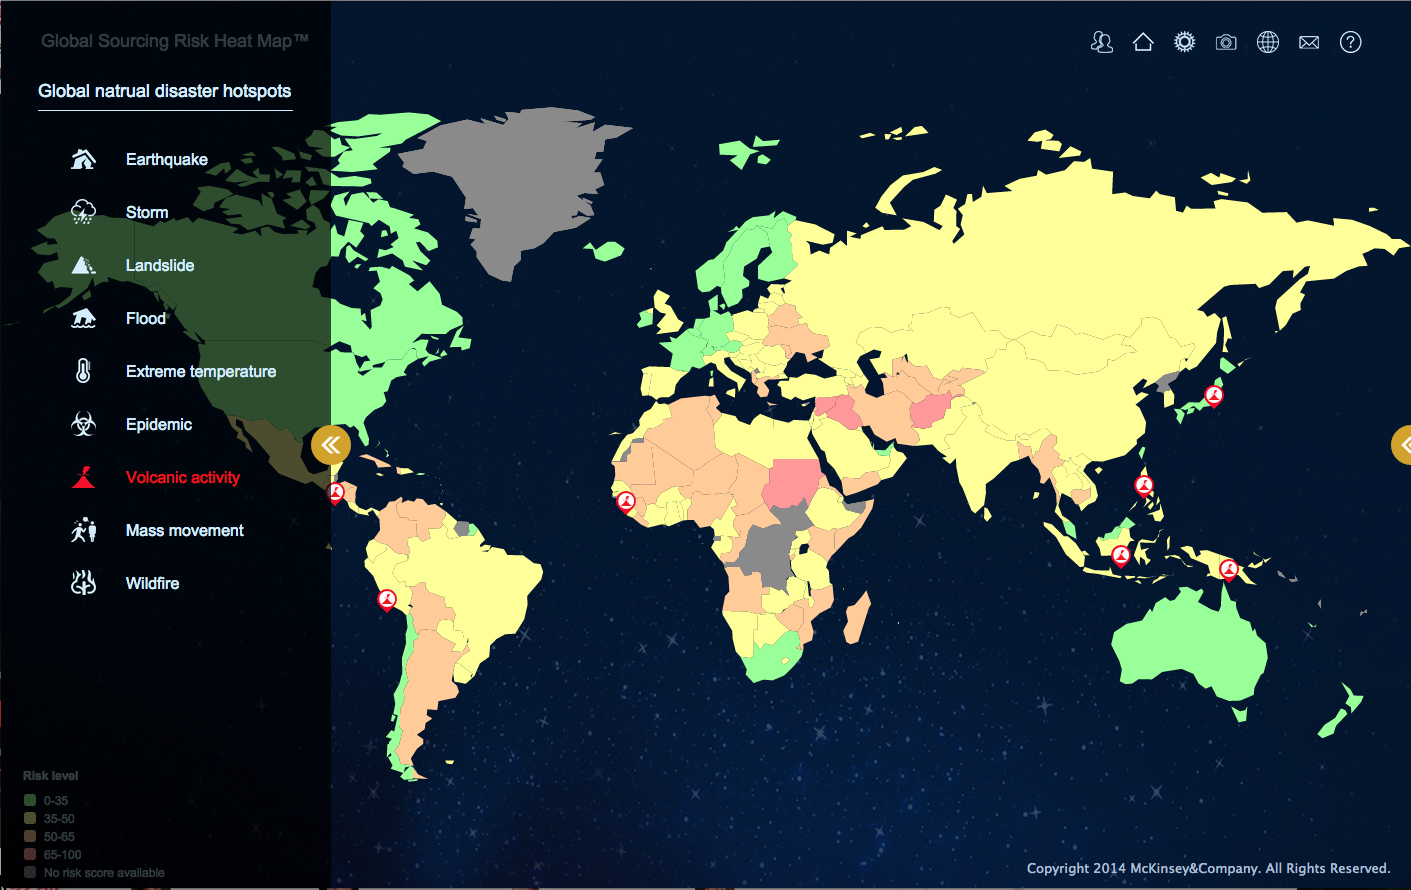 Global Sourcing Risk Heat Map™
Global natrual disaster hotspots
Earthquake
Storm
Landslide
Flood
Extreme temperature
Epidemic
Volcanic activity
Mass movement
Wildfire
Risk level
0-35
35-50
50-65
65-100
No risk score available
Copyright 2014 McKinsey&Company. All Rights Reserved.